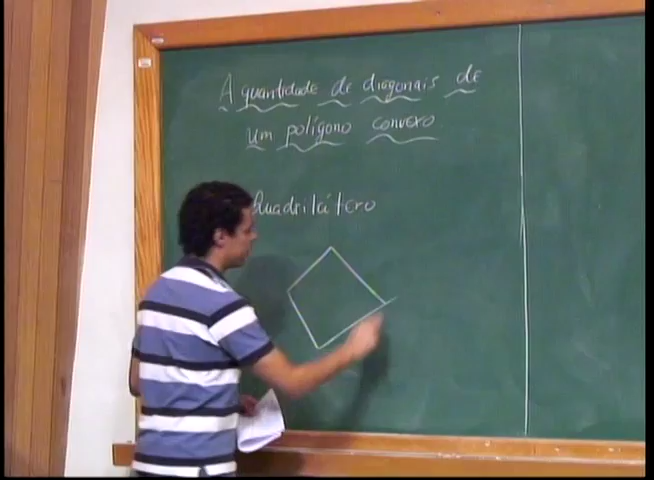 A quantidade de diagonais de
um polígono convexo
Quadrilátero